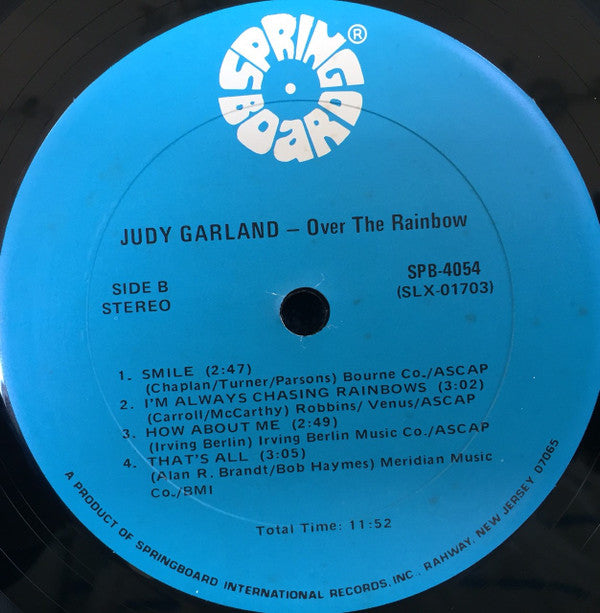 SPRINGBOARD®
JUDY GARLAND – Over The Rainbow
SIDE B
STEREO
SPB-4054
(SLX-01703)
1. SMILE (2:47)
(Chaplan/Turner/Parsons) Bourne Co./ASCAP
2. I'M ALWAYS CHASING RAINBOWS (3:02)
(Carroll/McCarthy) Robbins/ Venus/ASCAP
3. HOW ABOUT ME (2:49)
(Irving Berlin) Irving Berlin Music Co./ASCAP
4. THAT'S ALL (3:05)
(Alan R. Brandt/Bob Haymes) Meridian Music
Co./BMI
Total Time: 11:52
A PRODUCT OF SPRINGBOARD INTERNATIONAL RECORDS, INC., RAHWAY, NEW JERSEY 07065